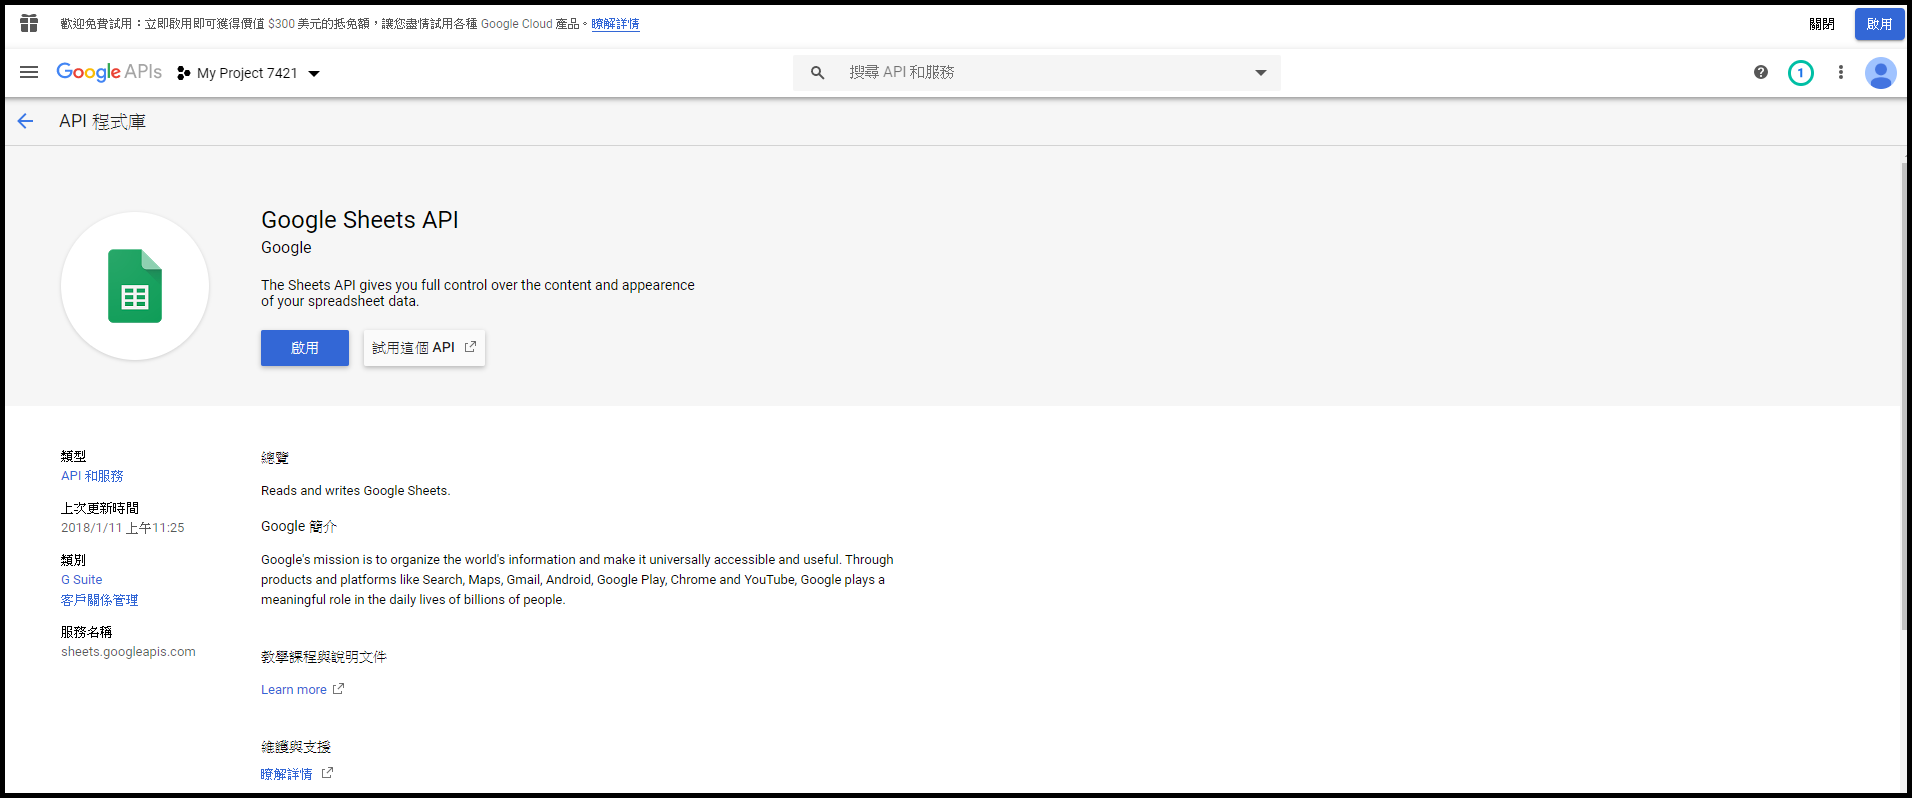 歡迎免費試用：立即啟用即可獲得價值 $300 美元的抵免額，讓您盡情試用各種 Google Cloud 產品。瞭解詳情
關閉
啟用
Google APIs
My Project 7421
搜尋 API 和服務
1
API 程式庫
Google Sheets API
Google
The Sheets API gives you full control over the content and appearence
of your spreadsheet data.
啟用
試用這個 API
類型
API 和服務
上次更新時間
2018/1/11 上午11:25
類別
G Suite
客戶關係管理
服務名稱
sheets.googleapis.com
總覽
Reads and writes Google Sheets.
Google 簡介
Google's mission is to organize the world's information and make it universally accessible and useful. Through
products and platforms like Search, Maps, Gmail, Android, Google Play, Chrome and YouTube, Google plays a
meaningful role in the daily lives of billions of people.
教學課程與說明文件
Learn more
維護與支援
瞭解詳情